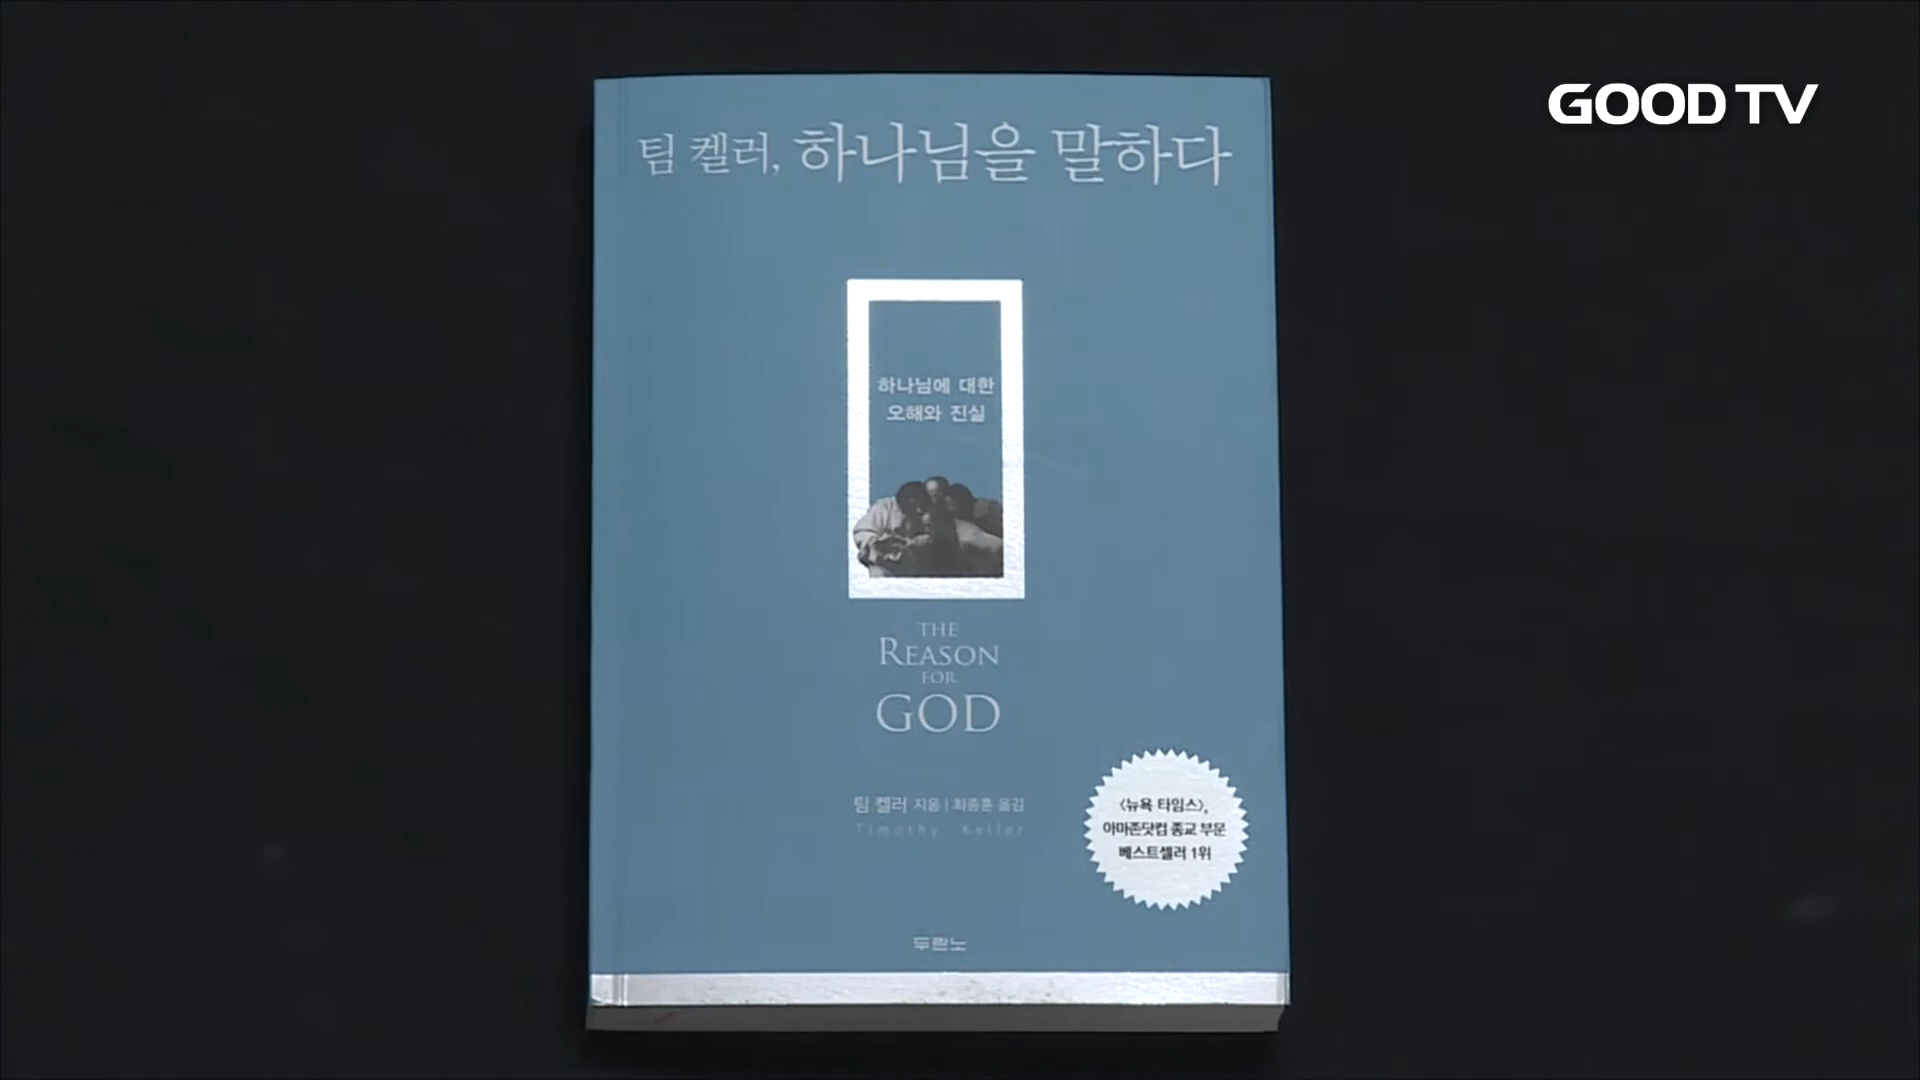 GOOD TV
팀 켈러, 하나님을 말하다
하나님에 대한
오해와 진실
THE
REASON
FOR
GOD
팀 켈러 지음 | 최종훈 옮김
Timothy Keller
〈뉴욕 타임스〉,
아마존닷컴 종교 부문
베스트셀러 1위
두란노